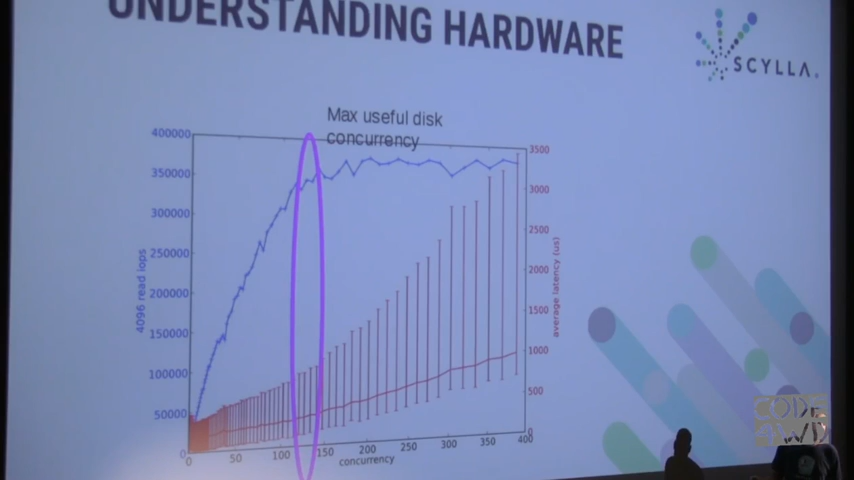 UNDERSTANDING HARDWARE
SCYLLA.
Max useful disk
concurrency
400000
350000
300000
250000
200000
150000
100000
50000
0
4096 read iops
3500
3000
2500
2000
1500
1000
500
0
average latency (us)
0 50 100 150 200 250 300 350 400
concurrency
CODE
AWD